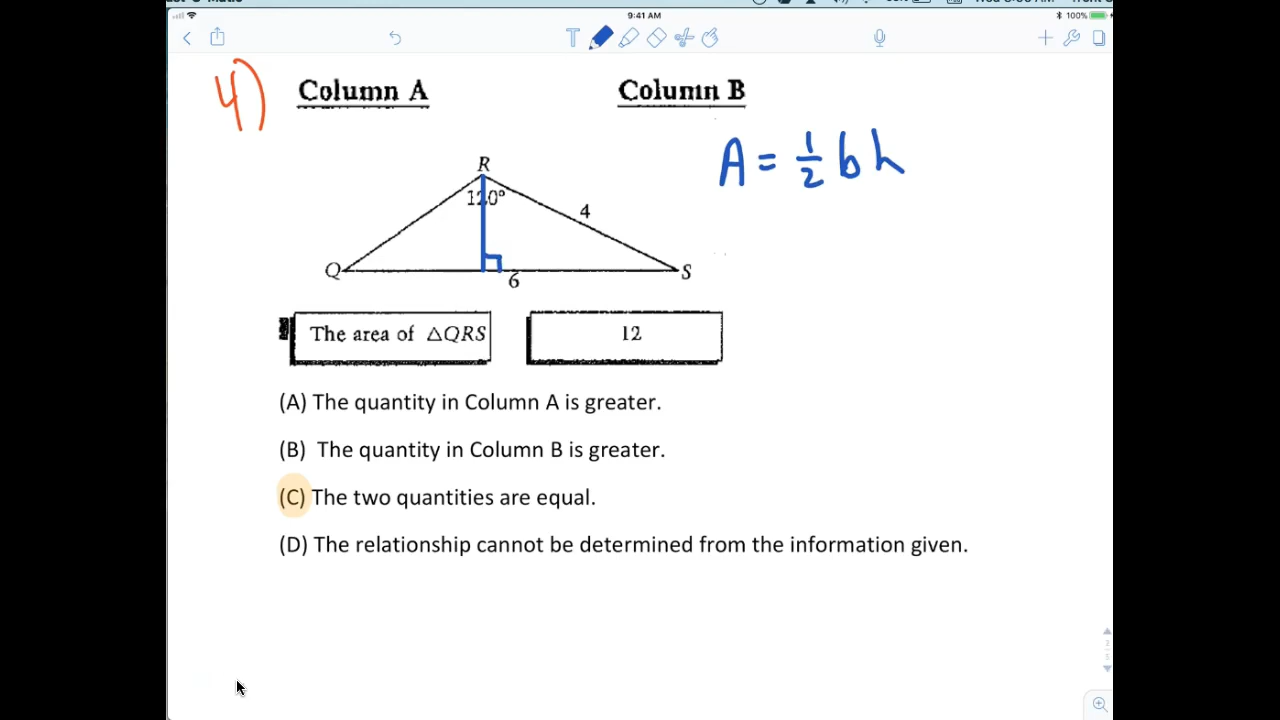 9:41 AM
100%
4)
Column A
Column B
A = 1/2 b h
R
120°
4
Q
S
6
The area of △QRS
12
(A) The quantity in Column A is greater.
(B) The quantity in Column B is greater.
(C) The two quantities are equal.
(D) The relationship cannot be determined from the information given.